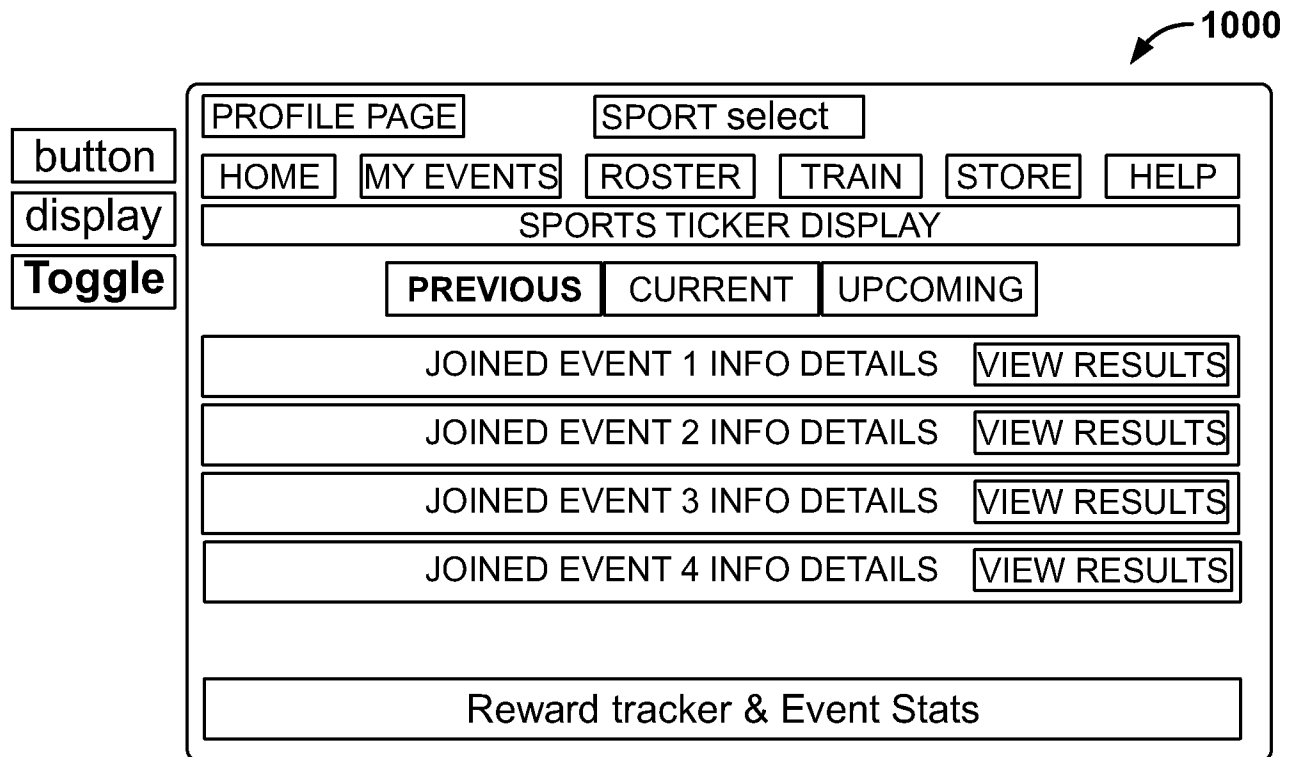 1000
PROFILE PAGE SPORT select
button
HOME MY EVENTS ROSTER TRAIN STORE HELP
display
SPORTS TICKER DISPLAY
Toggle
PREVIOUS CURRENT UPCOMING
JOINED EVENT 1 INFO DETAILS VIEW RESULTS
JOINED EVENT 2 INFO DETAILS VIEW RESULTS
JOINED EVENT 3 INFO DETAILS VIEW RESULTS
JOINED EVENT 4 INFO DETAILS VIEW RESULTS
Reward tracker & Event Stats